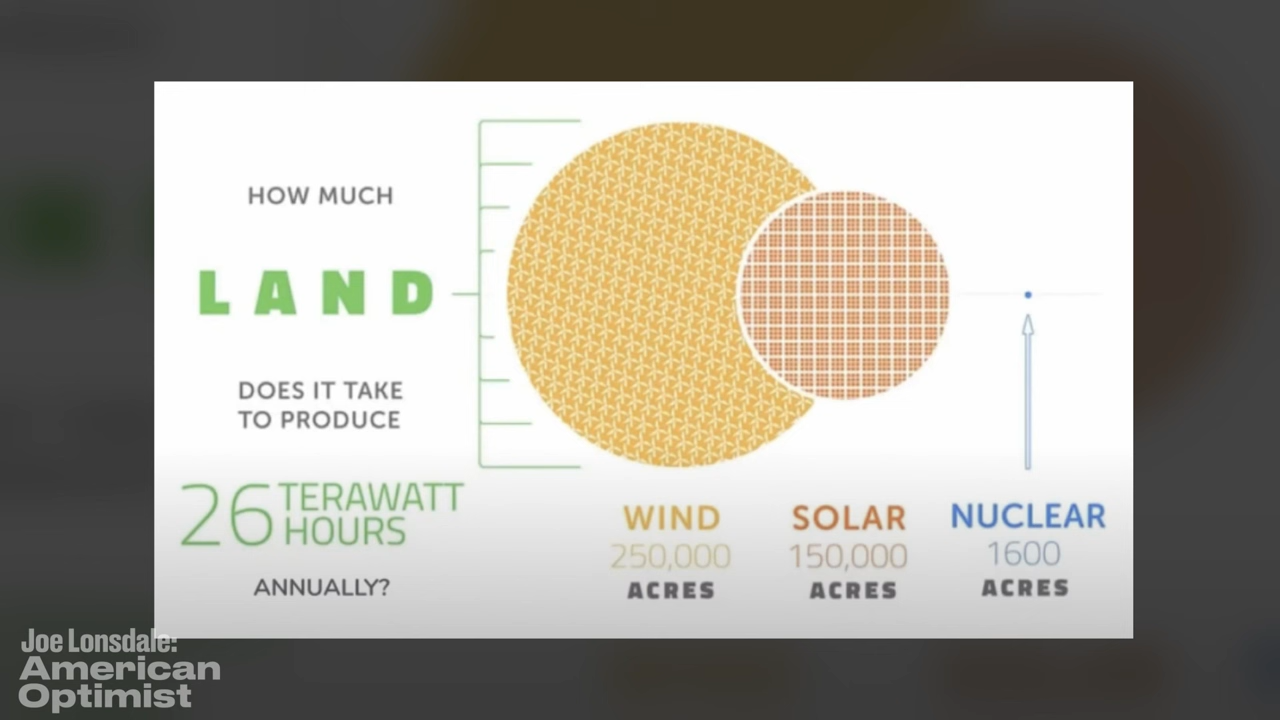 HOW MUCH
LAND
DOES IT TAKE
TO PRODUCE
26 TERAWATT
HOURS
ANNUALLY?
WIND
250,000
ACRES
SOLAR
150,000
ACRES
NUCLEAR
1600
ACRES
Joe Lonsdale:
American
Optimist